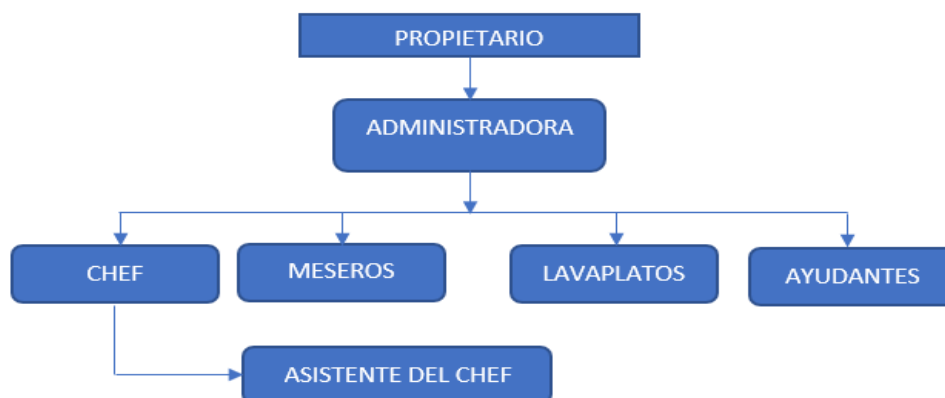 PROPIETARIO
ADMINISTRADORA
CHEF
MESEROS
LAVAPLATOS
AYUDANTES
ASISTENTE DEL CHEF